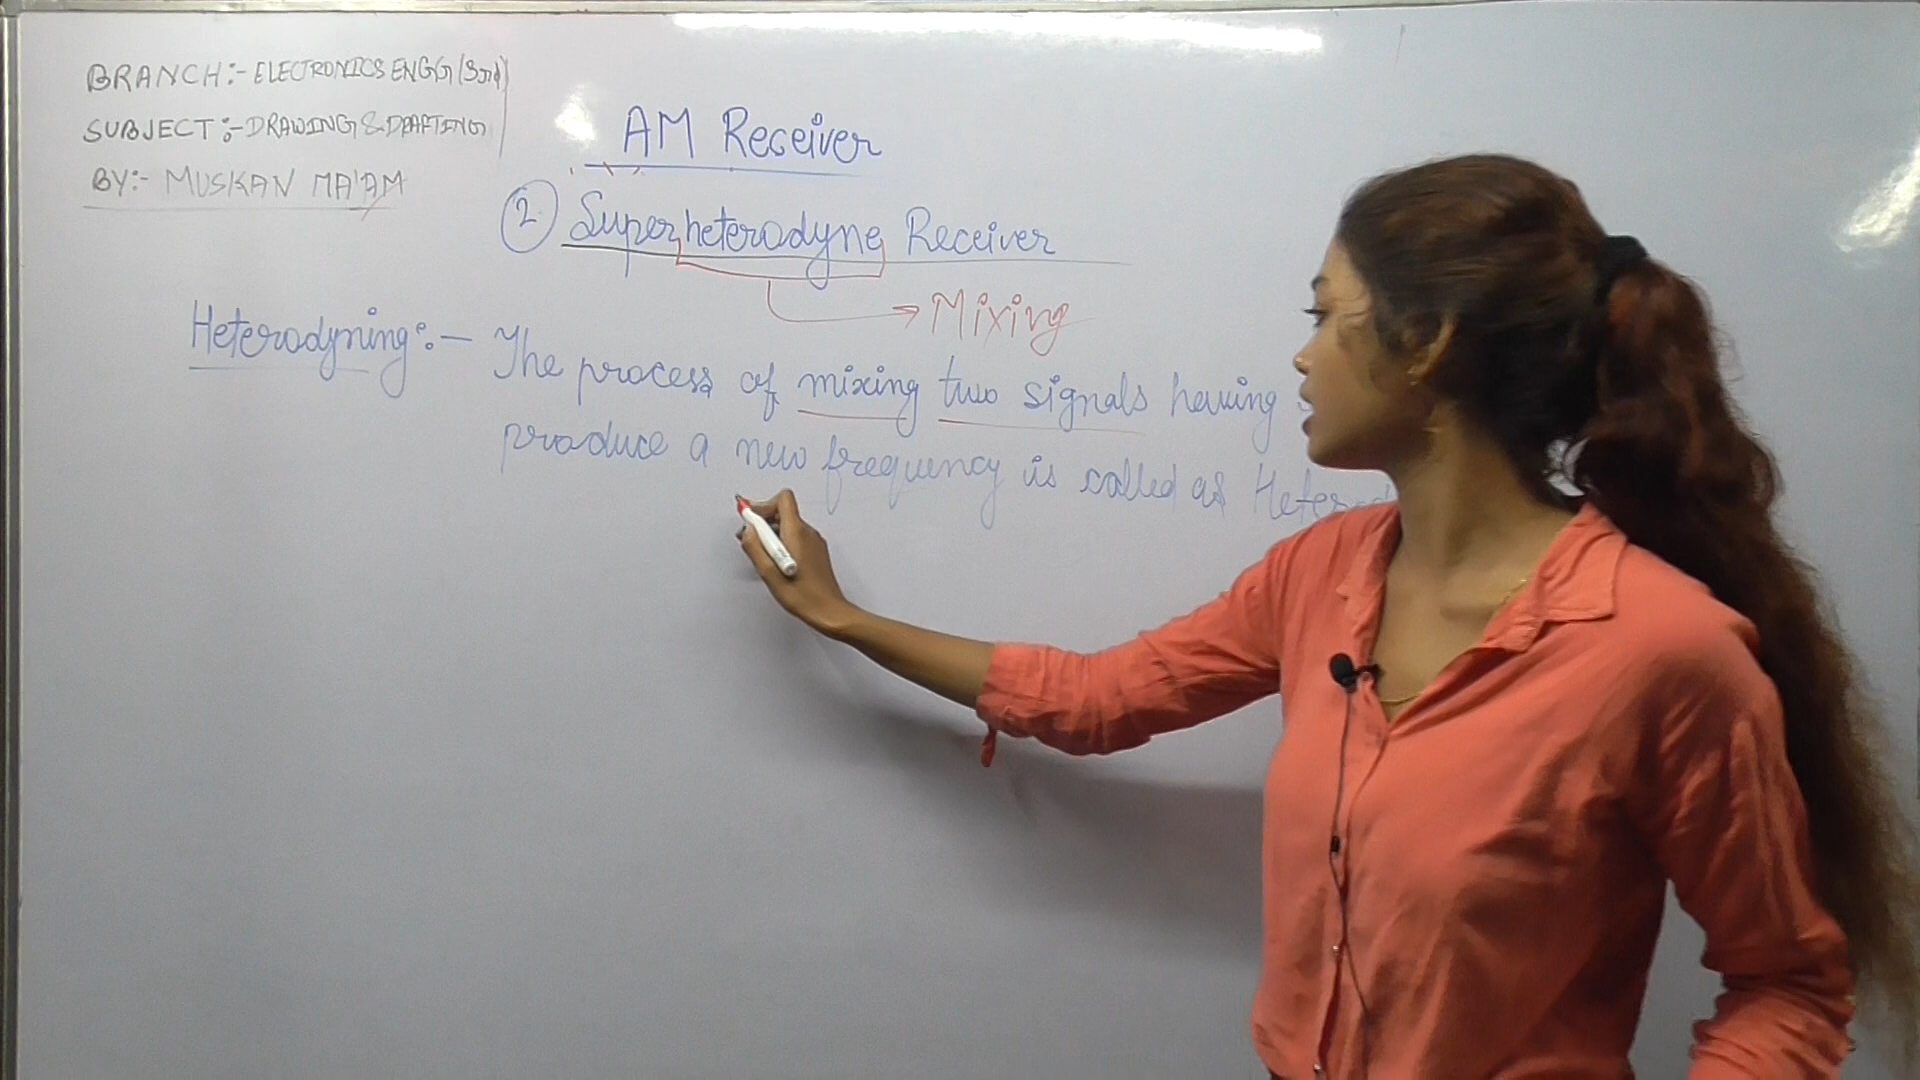 BRANCH:- ELECTRONICS ENGG (3rd)
SUBJECT:- DRAWING & DRAFTING
BY:- MUSKAN MA'AM
AM Receiver
2. Superheterodyne Receiver
→ Mixing
Heterodyning:- The process of mixing two signals having
produce a new frequency is called as Hetero